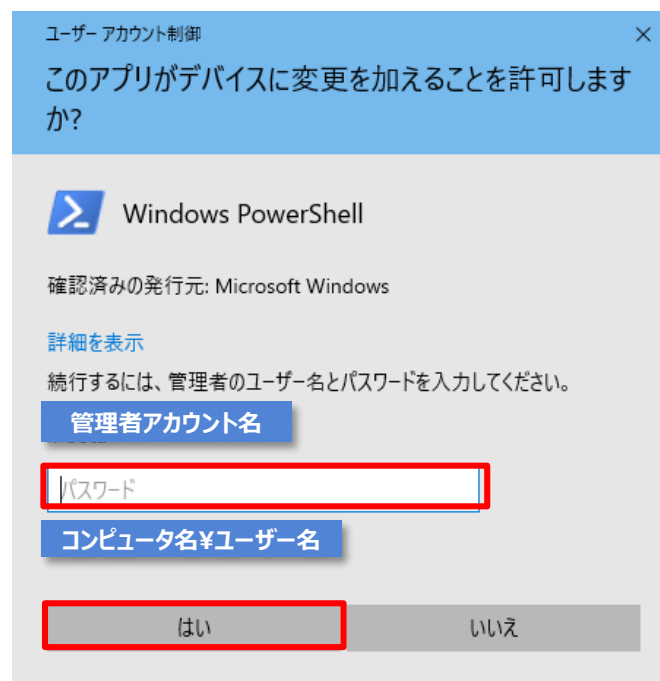 ユーザー アカウント制御
このアプリがデバイスに変更を加えることを許可します
か?
Windows PowerShell
確認済みの発行元: Microsoft Windows
詳細を表示
続行するには、管理者のユーザー名とパスワードを入力してください。
管理者アカウント名
パスワード
コンピュータ名¥ユーザー名
はい
いいえ